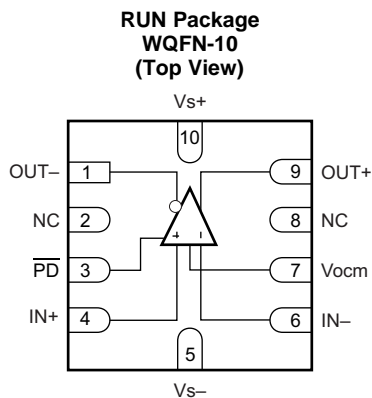 RUN Package
WQFN-10
(Top View)
Vs+
10
OUT– 1 9 OUT+
NC 2 8 NC
PD 3 7 Vocm
IN+ 4 6 IN–
5
Vs–
+ –